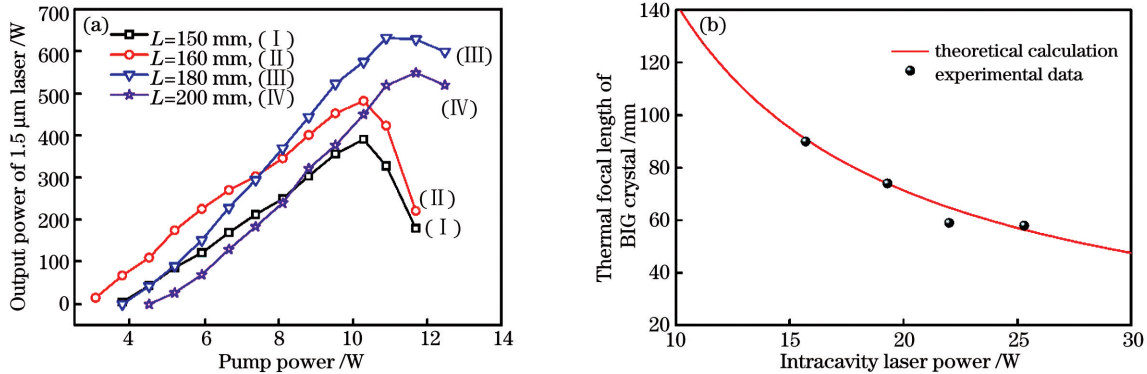 (a)
L=150 mm, (Ⅰ)
L=160 mm, (Ⅱ)
L=180 mm, (Ⅲ)
L=200 mm, (Ⅳ)
(Ⅲ)
(Ⅳ)
(Ⅱ)
(Ⅰ)
Output power of 1.5 μm laser /W
700
600
500
400
300
200
100
0
4 6 8 10 12 14
Pump power /W
(b)
theoretical calculation
experimental data
Thermal focal length of
BIG crystal/mm
140
120
100
80
60
40
20
10 15 20 25 30
Intracavity laser power /W